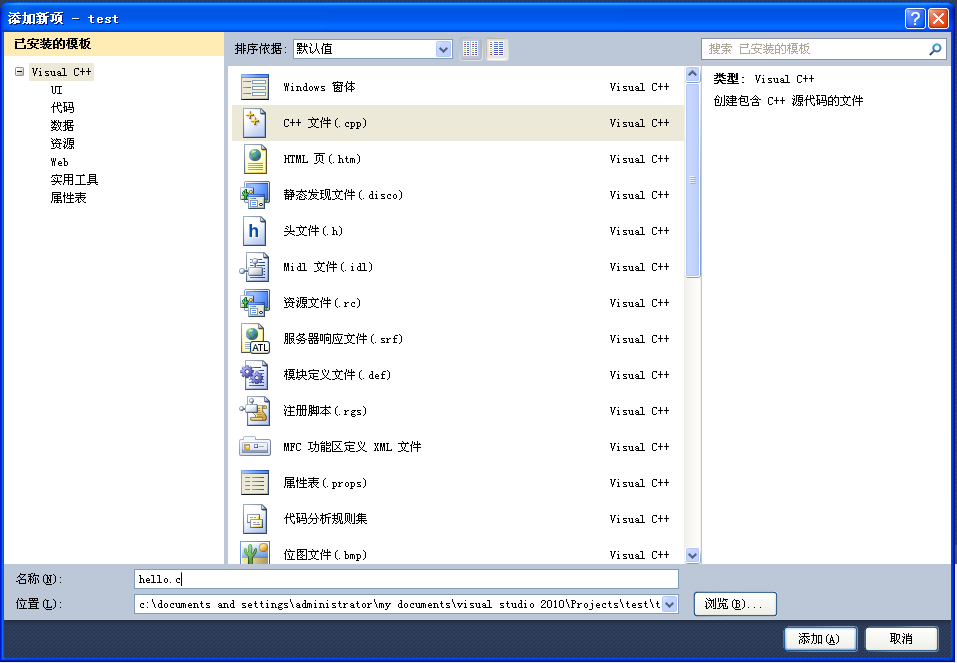 添加新项 - test
已安装的模板
Visual C++
UI
代码
数据
资源
Web
实用工具
属性表
排序依据: 默认值
Windows 窗体 Visual C++
C++ 文件(.cpp) Visual C++
HTML 页(.htm) Visual C++
静态发现文件(.disco) Visual C++
头文件(.h) Visual C++
Midl 文件(.idl) Visual C++
资源文件(.rc) Visual C++
ATL
服务器响应文件(.srf) Visual C++
模块定义文件(.def) Visual C++
注册脚本(.rgs) Visual C++
MFC 功能区定义 XML 文件 Visual C++
属性表(.props) Visual C++
代码分析规则集 Visual C++
位图文件(.bmp) Visual C++
搜索 已安装的模板
类型: Visual C++
创建包含 C++ 源代码的文件
名称(N): hello.c
位置(L): c:\documents and settings\administrator\my documents\visual studio 2010\Projects\test\t
浏览(B)...
添加(A) 取消